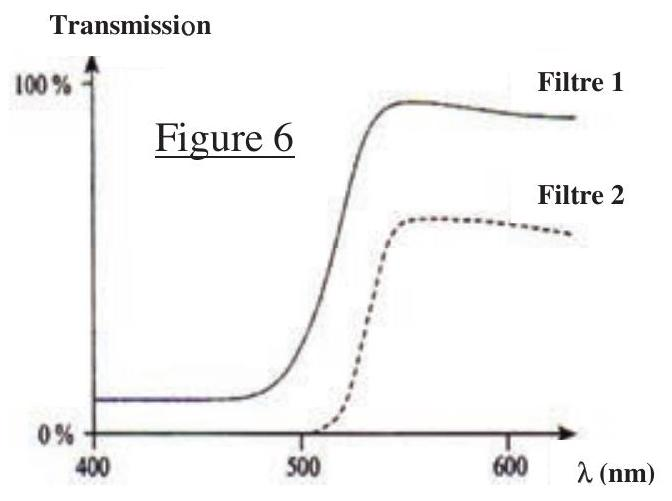 Transmission
100 %
Filtre 1
Figure 6
Filtre 2
0 %
400 500 600 λ (nm)